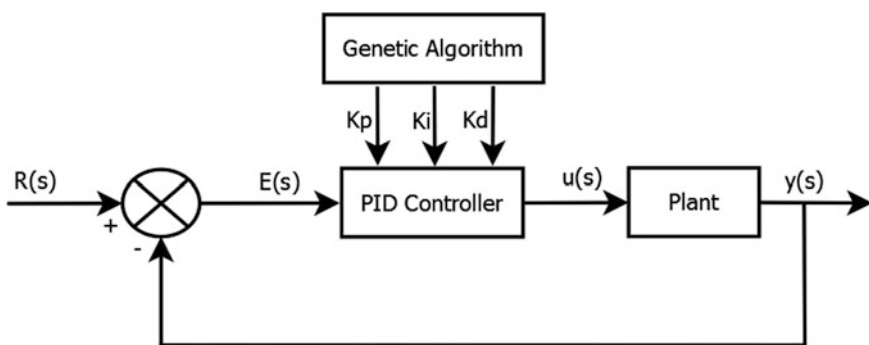 Genetic Algorithm
Kp Ki Kd
R(s) E(s) PID Controller u(s) Plant y(s)
+
-